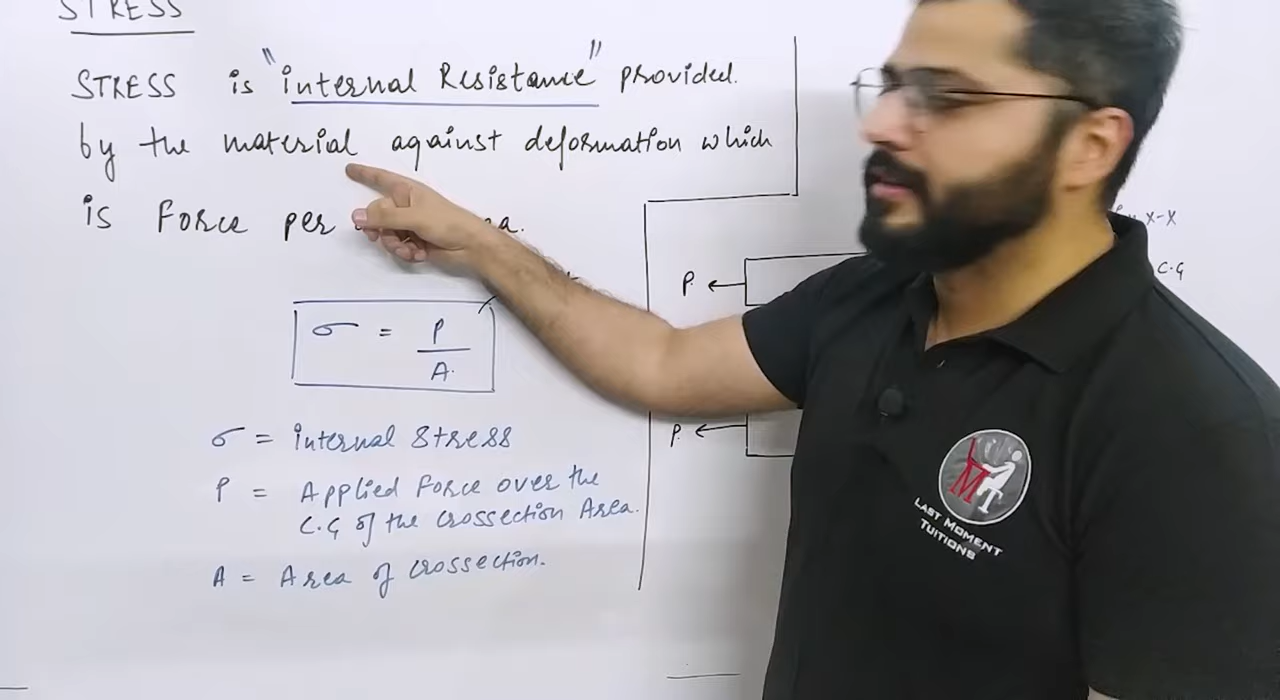 STRESS
STRESS is "internal Resistance" provided.
by the material against deformation which
is Force per
σ = P
A.
σ = internal Stress
P = Applied Force over the
C.G of the crossection Area.
A = Area of crossection.
P
P.
X-X
C.G
LAST MOMENT
TUITIONS